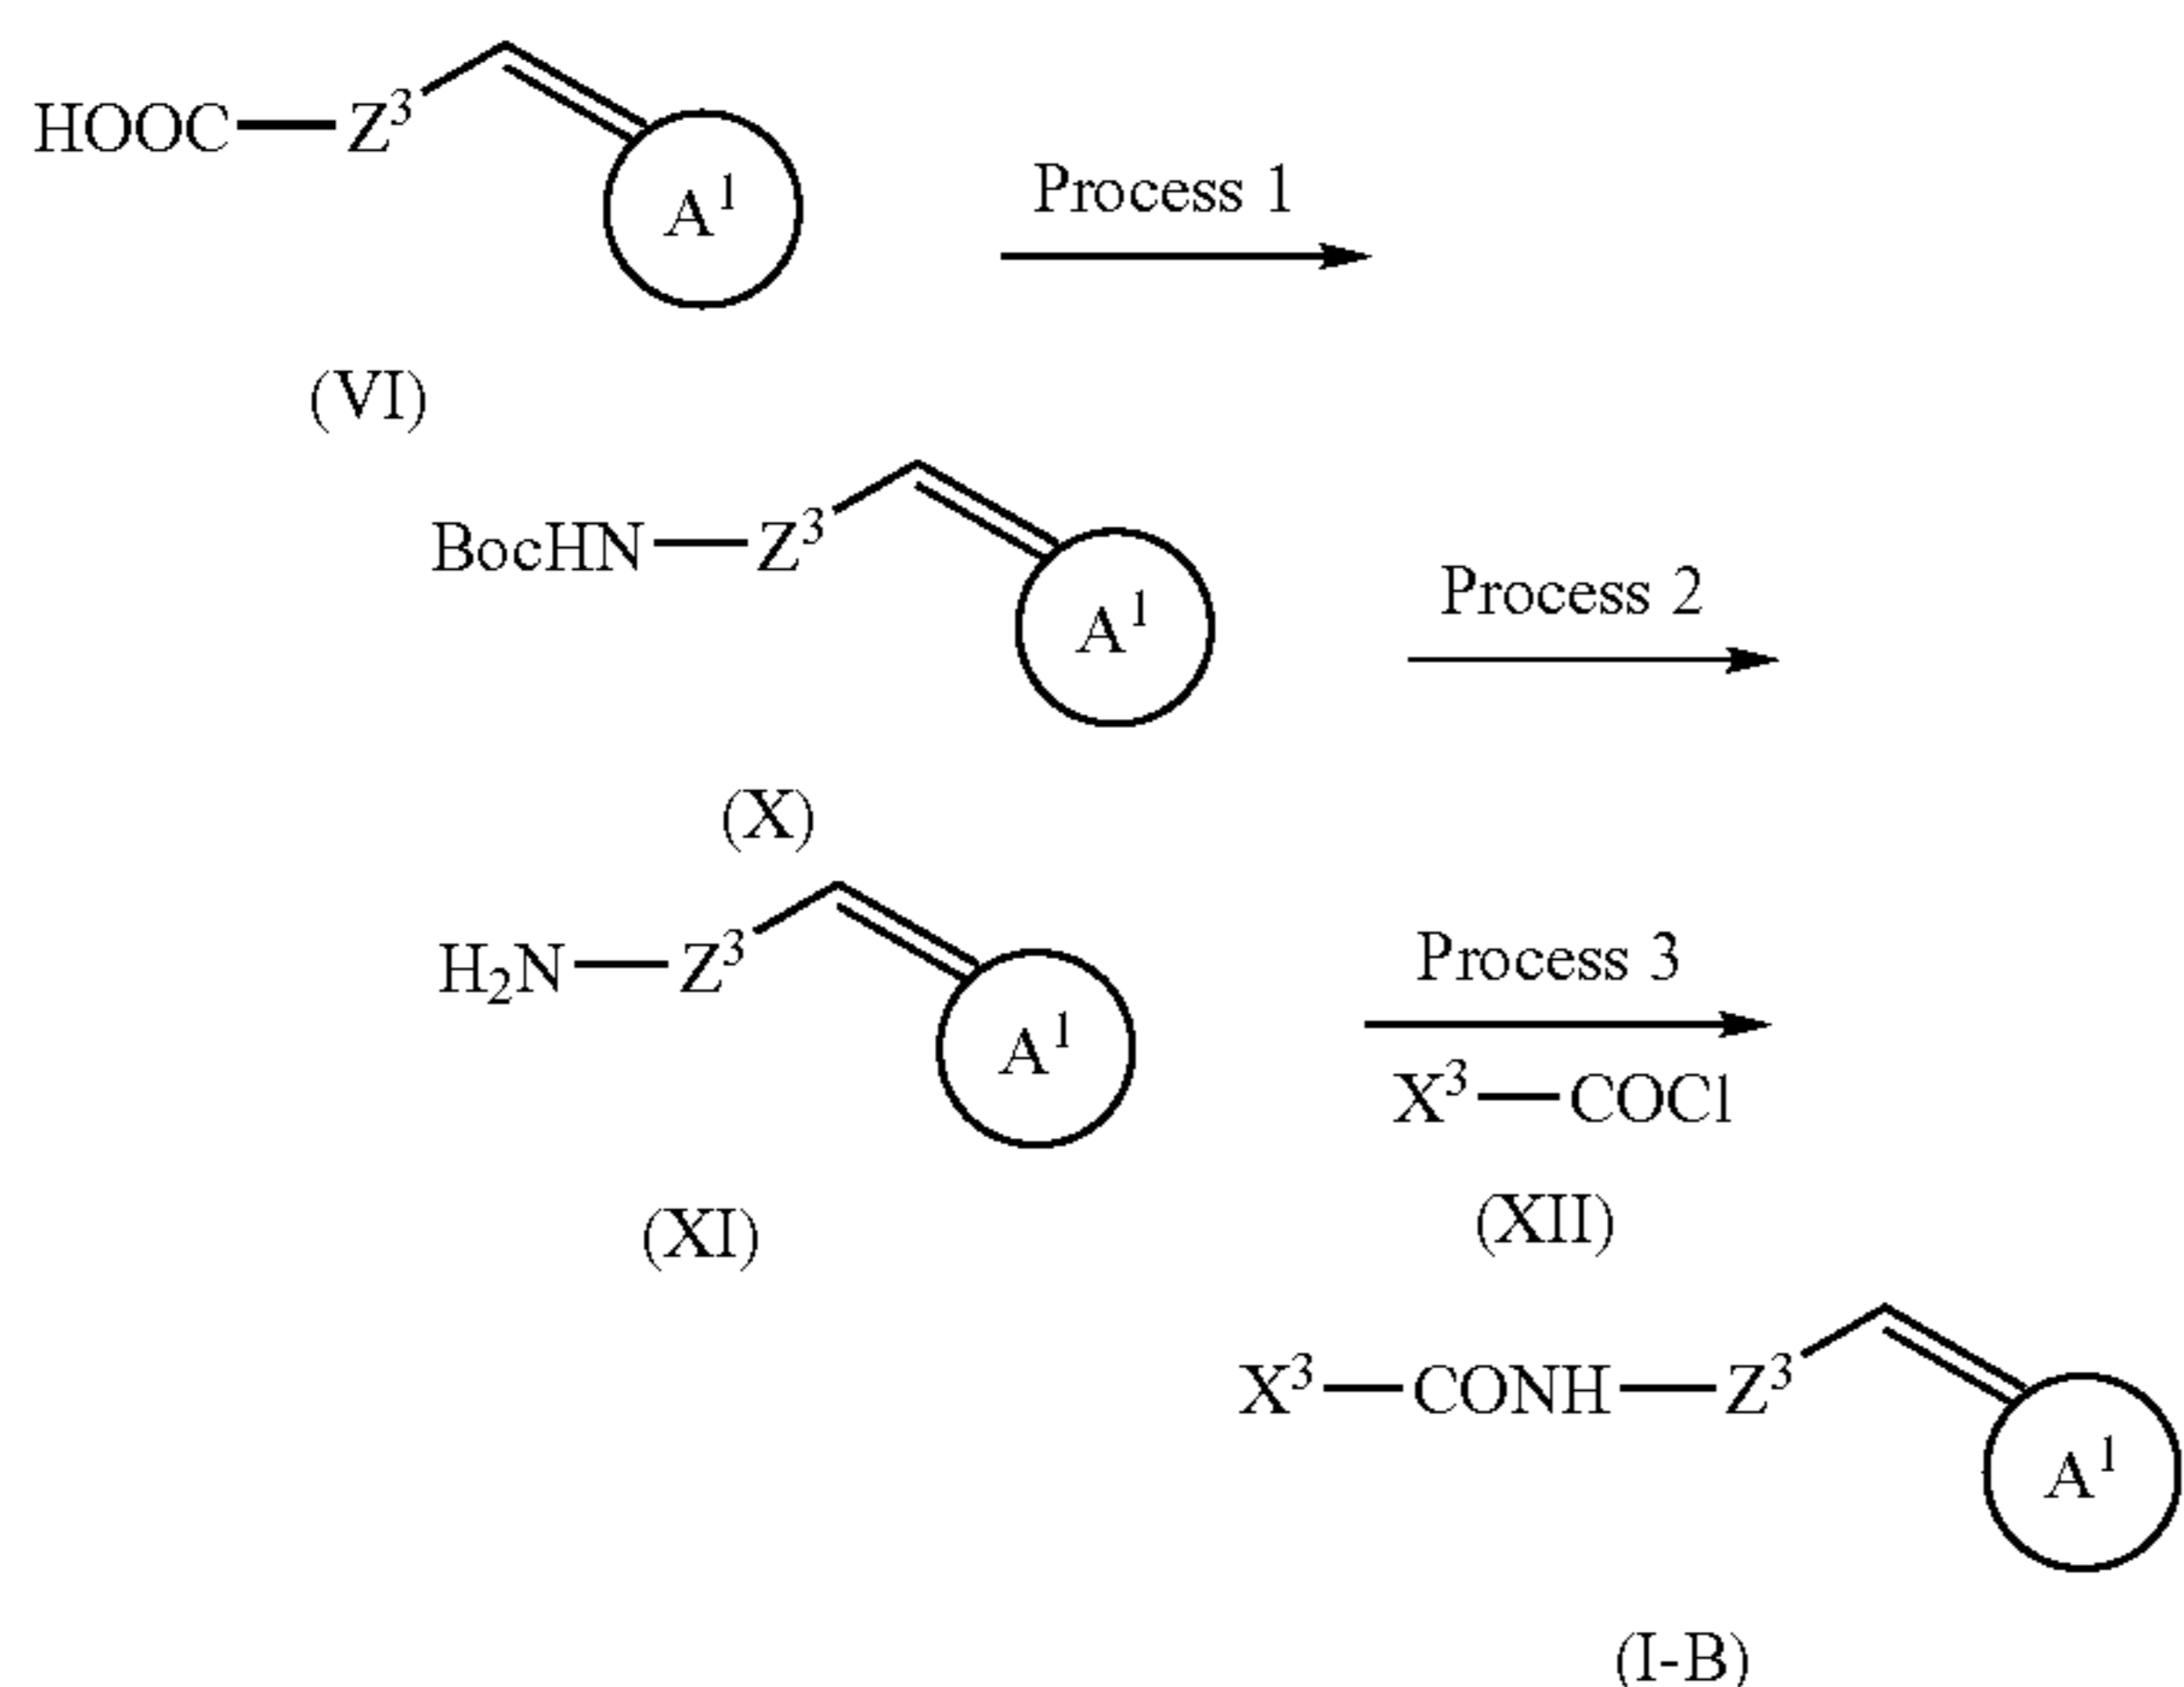 HOOC—Z³
A¹
Process 1
(VI)
BocHN—Z³
A¹
Process 2
(X)
H₂N—Z³
A¹
Process 3
X³—COCl
(XI)
(XII)
X³—CONH—Z³
A¹
(I-B)